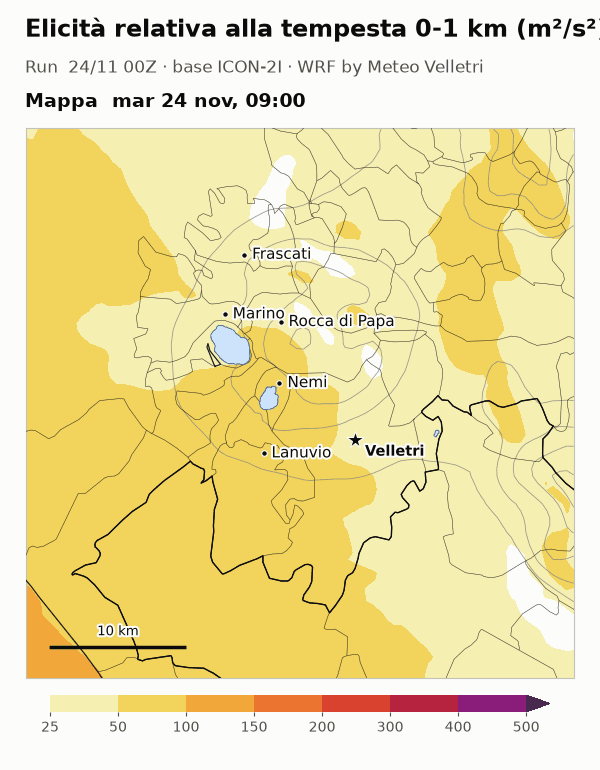 Elicità relativa alla tempesta 0-1 km (m²/s²)
Run  24/11 00Z · base ICON-2I · WRF by Meteo Velletri
Mappa  mar 24 nov, 09:00
Frascati
Marino
Rocca di Papa
Nemi
Velletri
Lanuvio
10 km
25 50 100 150 200 300 400 500